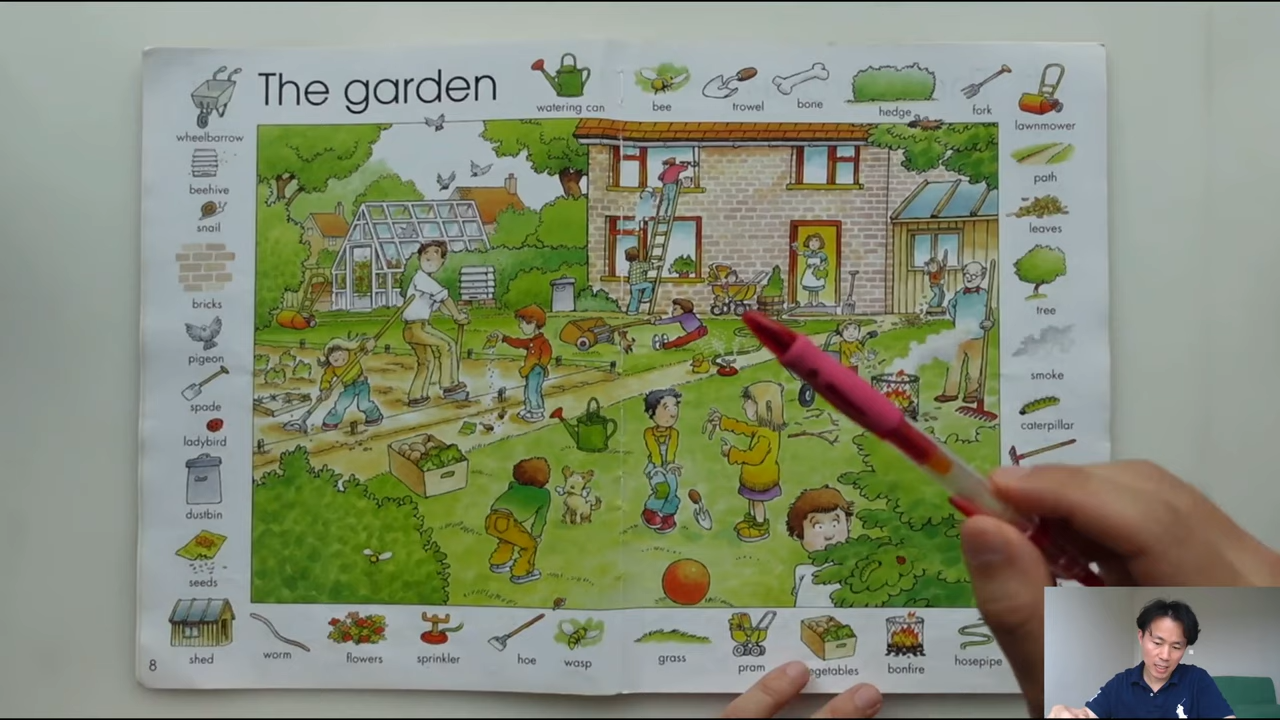 The garden
watering can
bee
trowel
bone
hedge
fork
lawnmower
wheelbarrow
beehive
snail
bricks
pigeon
spade
ladybird
dustbin
seeds
path
leaves
tree
smoke
caterpillar
shed
worm
flowers
sprinkler
hoe
wasp
grass
pram
vegetables
bonfire
hosepipe
8